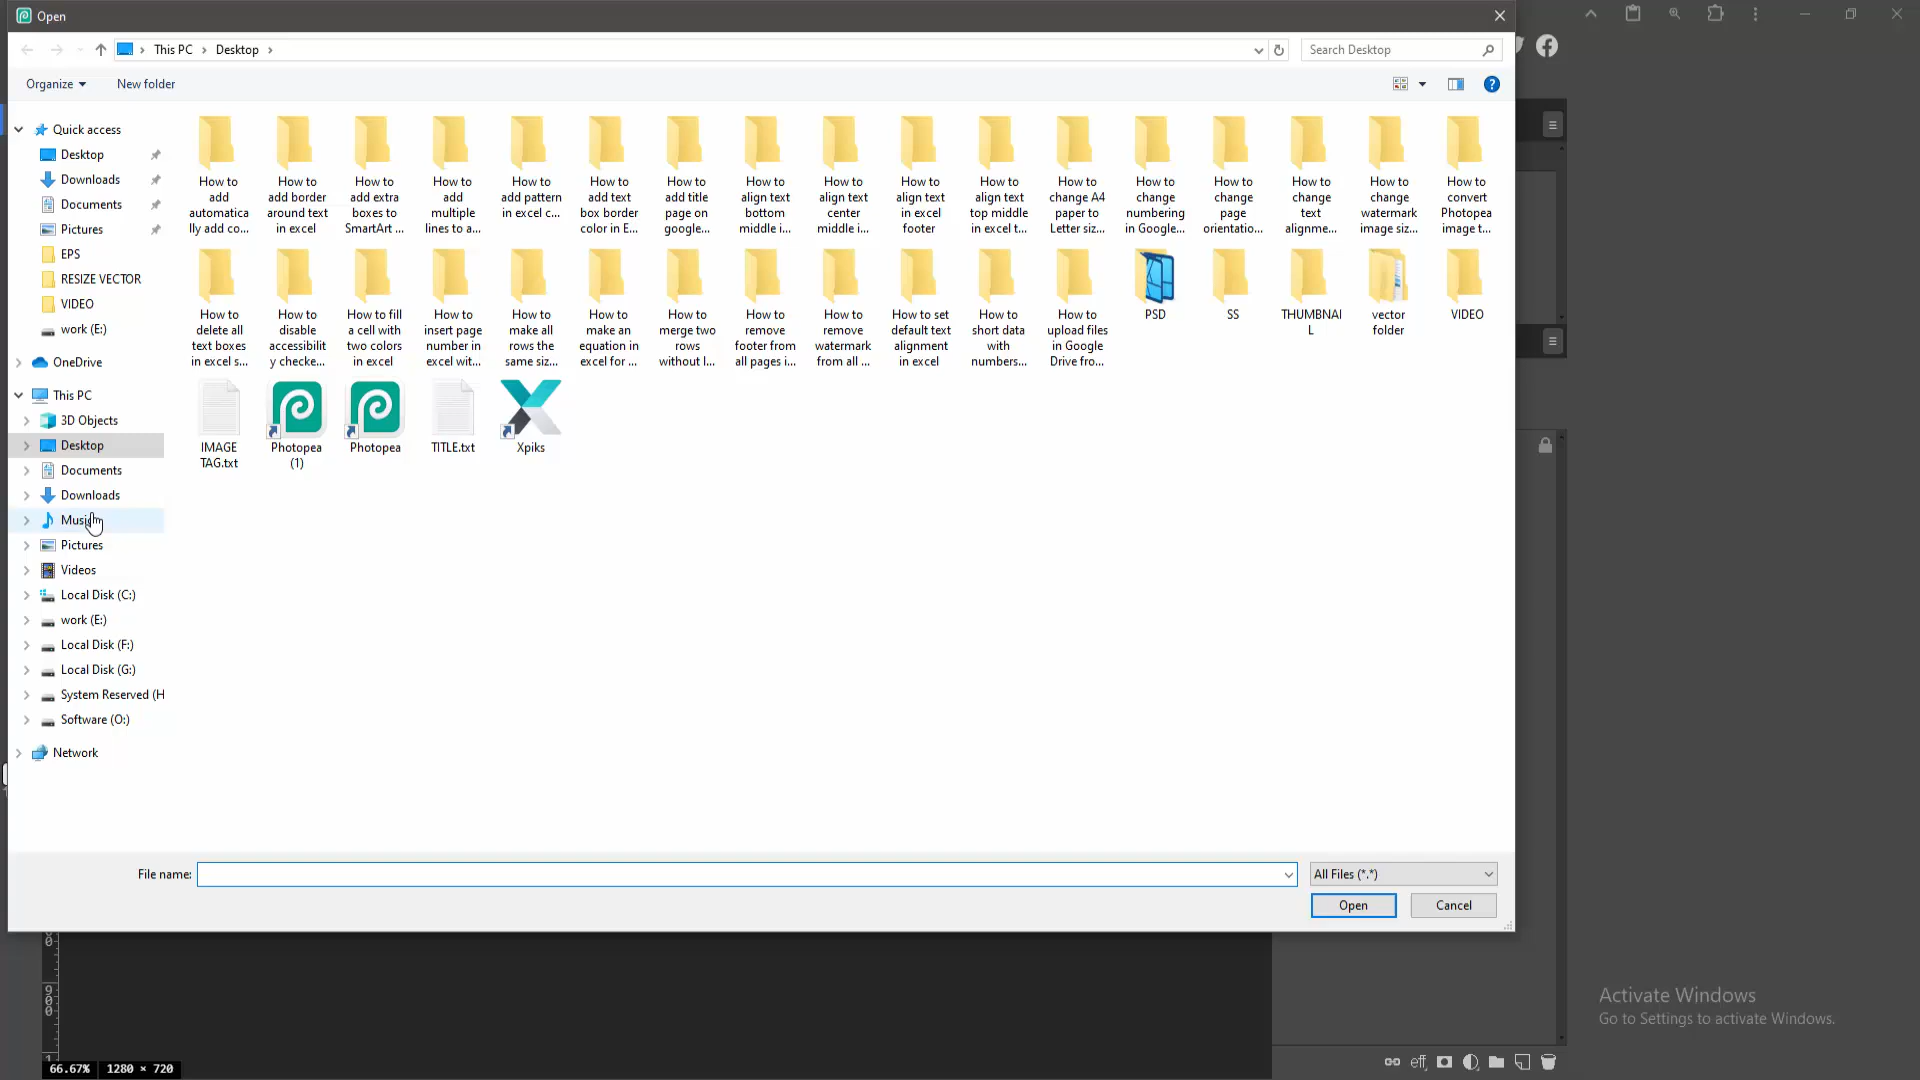 Open
This PC
Desktop
Search Desktop
Organize
New folder
Quick access
Desktop
Downloads
Documents
Pictures
EPS
RESIZE VECTOR
VIDEO
work (E:)
OneDrive
This PC
3D Objects
Desktop
Documents
Downloads
Music
Pictures
Videos
Local Disk (C:)
work (E:)
Local Disk (F:)
Local Disk (G:)
System Reserved (H
Software (O:)
Network
How to
add
automatica
lly add co...
How to
add border
around text
in excel
How to
add extra
boxes to
SmartArt ...
How to
add
multiple
lines to a...
How to
add pattern
in excel c...
How to
add text
box border
color in E...
How to
add title
page on
google...
How to
align text
bottom
middle i...
How to
align text
center
middle i...
How to
align text
in excel
footer
How to
align text
top middle
in excel t...
How to
change A4
paper to
Letter siz...
How to
change
numbering
in Google...
How to
change
page
orientatio...
How to
change
text
alignme...
How to
change
watermark
image siz...
How to
convert
Photopea
image t...
How to
delete all
text boxes
in excel s...
How to
disable
accessibilit
y checke...
How to fill
a cell with
two colors
in excel
How to
insert page
number in
excel wit...
How to
make all
rows the
same siz...
How to
make an
equation in
excel for ...
How to
merge two
rows
without l...
How to
remove
footer from
all pages i...
How to
remove
watermark
from all ...
How to set
default text
alignment
in excel
How to
short data
with
numbers...
How to
upload files
in Google
Drive fro...
PSD
SS
THUMBNAI
L
vector
folder
VIDEO
IMAGE
TAG.txt
Photopea
(1)
Photopea
TITLE.txt
Xpiks
File name:
All Files (*.*)
Open
Cancel
eff
Activate Windows
Go to Settings to activate Windows.
66.67%
1280 × 720